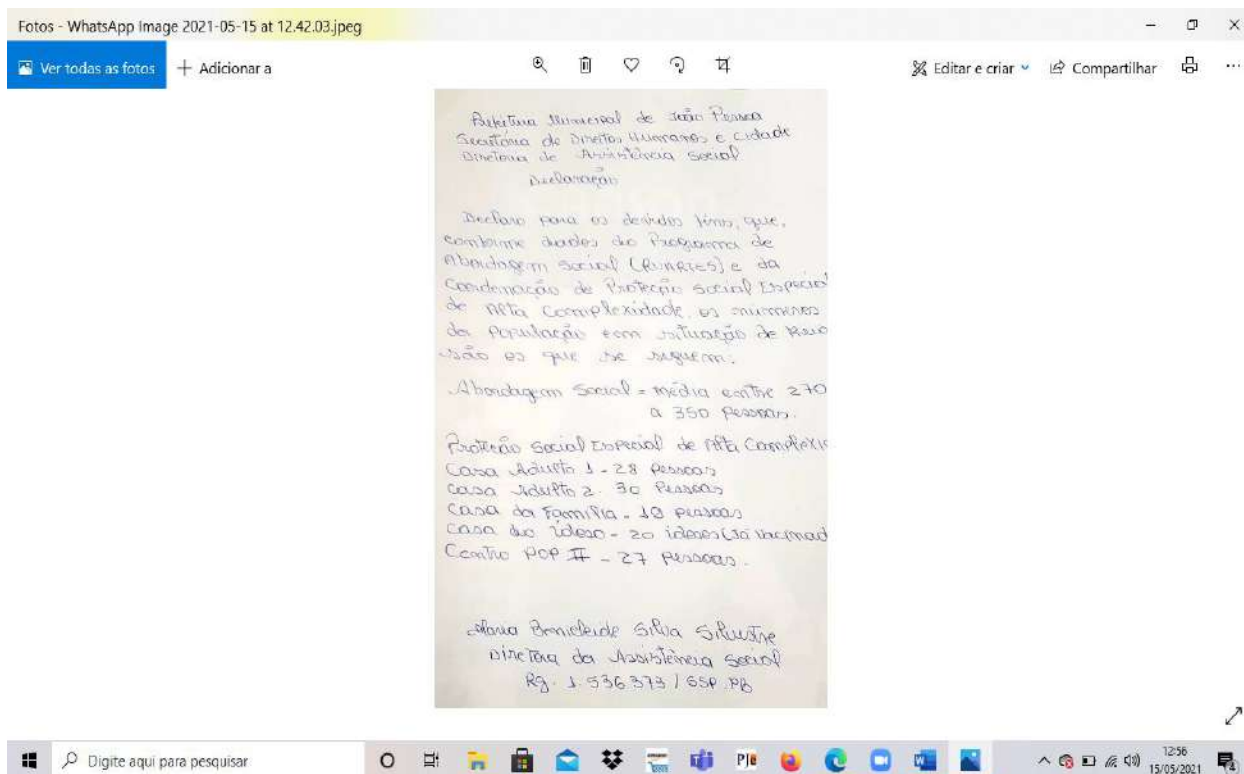 Fotos - WhatsApp Image 2021-05-15 at 12.42.03.jpeg
Ver todas as fotos
Adicionar a
Editar e criar
Compartilhar
Prefeitura Municipal de João Pessoa
Secretária de Direitos Humanos e Cidade
Diretoria de Assistência Social
Declaração
Declaro para os devidos fins, que,
conforme dados do Programa de
Abordagem Social (RUARTES) e da
Coordenação de Proteção Social Especial
de Alta Complexidade, os números
da População em situação de Rua
são os que se seguem:
Abordagem Social = média entre 270
a 350 pessoas.
Proteção Social Especial de Alta Complexid
Casa Adulto 1 - 28 Pessoas
Casa Adulto 2 - 30 Pessoas
Casa da Família - pessoas
Casa do Idoso - 20 idosos (Já vacinad
Centro POP II - 27 Pessoas.
Maria Silva Silvestre
Diretora da Assistência Social
Rg. 1.536.373 / SSP.PB
Digite aqui para pesquisar
PJe
12:56
15/05/2021